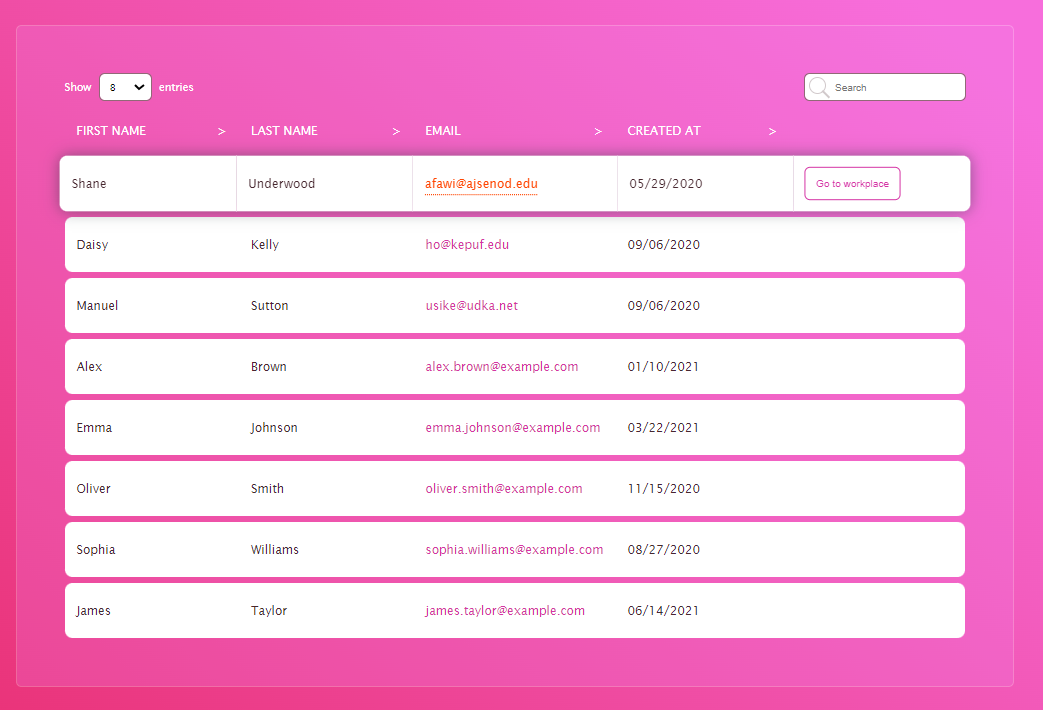 Show 8 entries Search
FIRST NAME > LAST NAME > EMAIL > CREATED AT >
Shane Underwood afawi@ajsenod.edu 05/29/2020 Go to workplace
Daisy Kelly ho@kepuf.edu 09/06/2020
Manuel Sutton usike@udka.net 09/06/2020
Alex Brown alex.brown@example.com 01/10/2021
Emma Johnson emma.johnson@example.com 03/22/2021
Oliver Smith oliver.smith@example.com 11/15/2020
Sophia Williams sophia.williams@example.com 08/27/2020
James Taylor james.taylor@example.com 06/14/2021